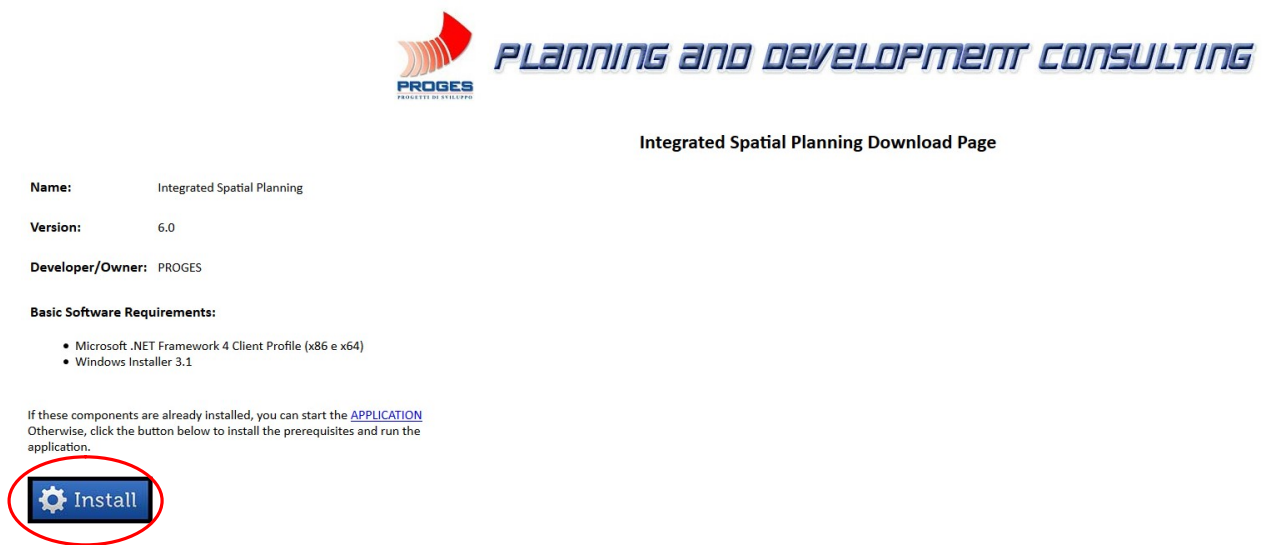 PLANNING AND DEVELOPMENT CONSULTING
PROGES
PROGETTI DI SVILUPPO
Integrated Spatial Planning Download Page
Name: Integrated Spatial Planning
Version: 6.0
Developer/Owner: PROGES
Basic Software Requirements:
• Microsoft .NET Framework 4 Client Profile (x86 e x64)
• Windows Installer 3.1
If these components are already installed, you can start the APPLICATION
Otherwise, click the button below to install the prerequisites and run the
application.
Install